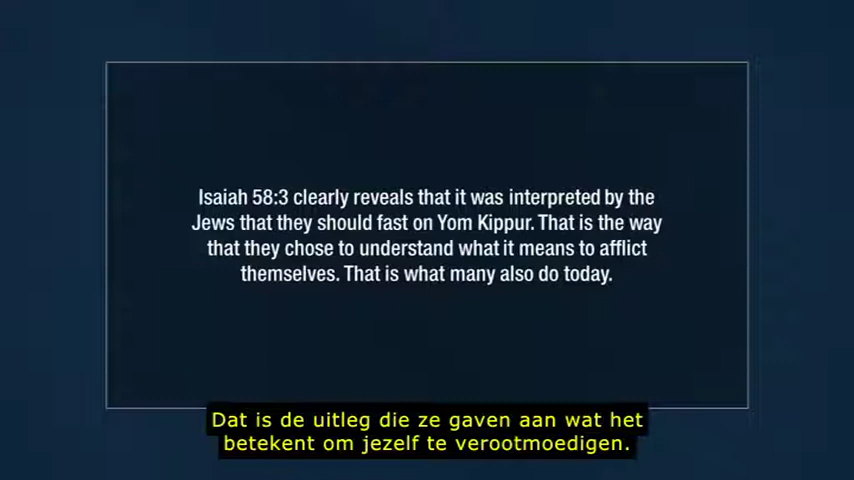 Isaiah 58:3 clearly reveals that it was interpreted by the
Jews that they should fast on Yom Kippur. That is the way
that they chose to understand what it means to afflict
themselves. That is what many also do today.
Dat is de uitleg die ze gaven aan wat het
betekent om jezelf te verootmoedigen.